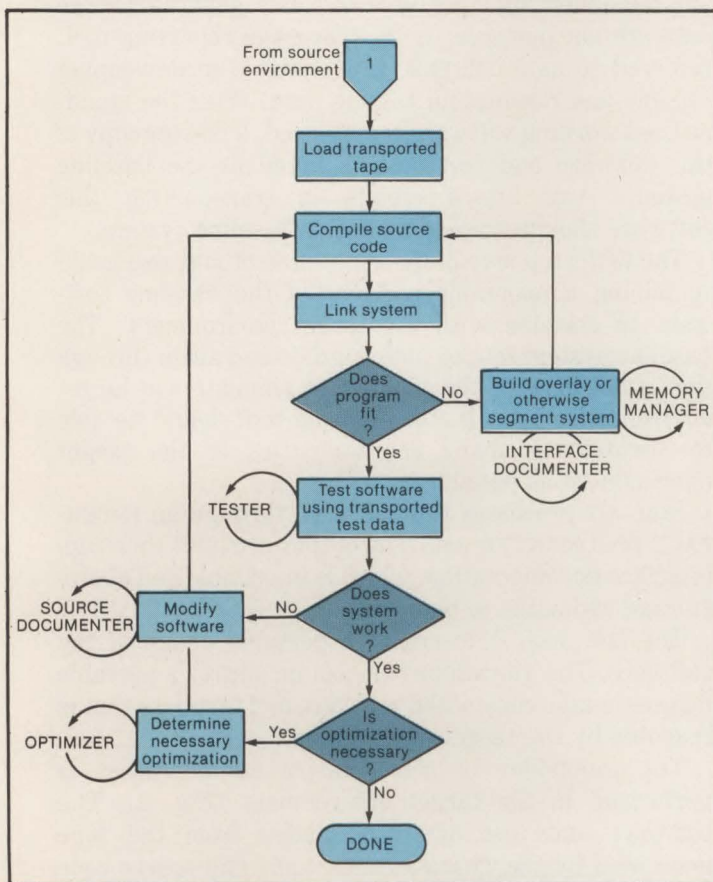 From source
environment
1
Load transported
tape
Compile source
code
Link system
Does
program
fit
?
No
Yes
Build overlay or
otherwise
segment system
MEMORY
MANAGER
INTERFACE
DOCUMENTER
Test software
using transported
test data
TESTER
Does
system
work
?
No
Yes
Modify
software
SOURCE
DOCUMENTER
Is
optimization
necessary
?
Yes
No
Determine
necessary
optimization
OPTIMIZER
DONE